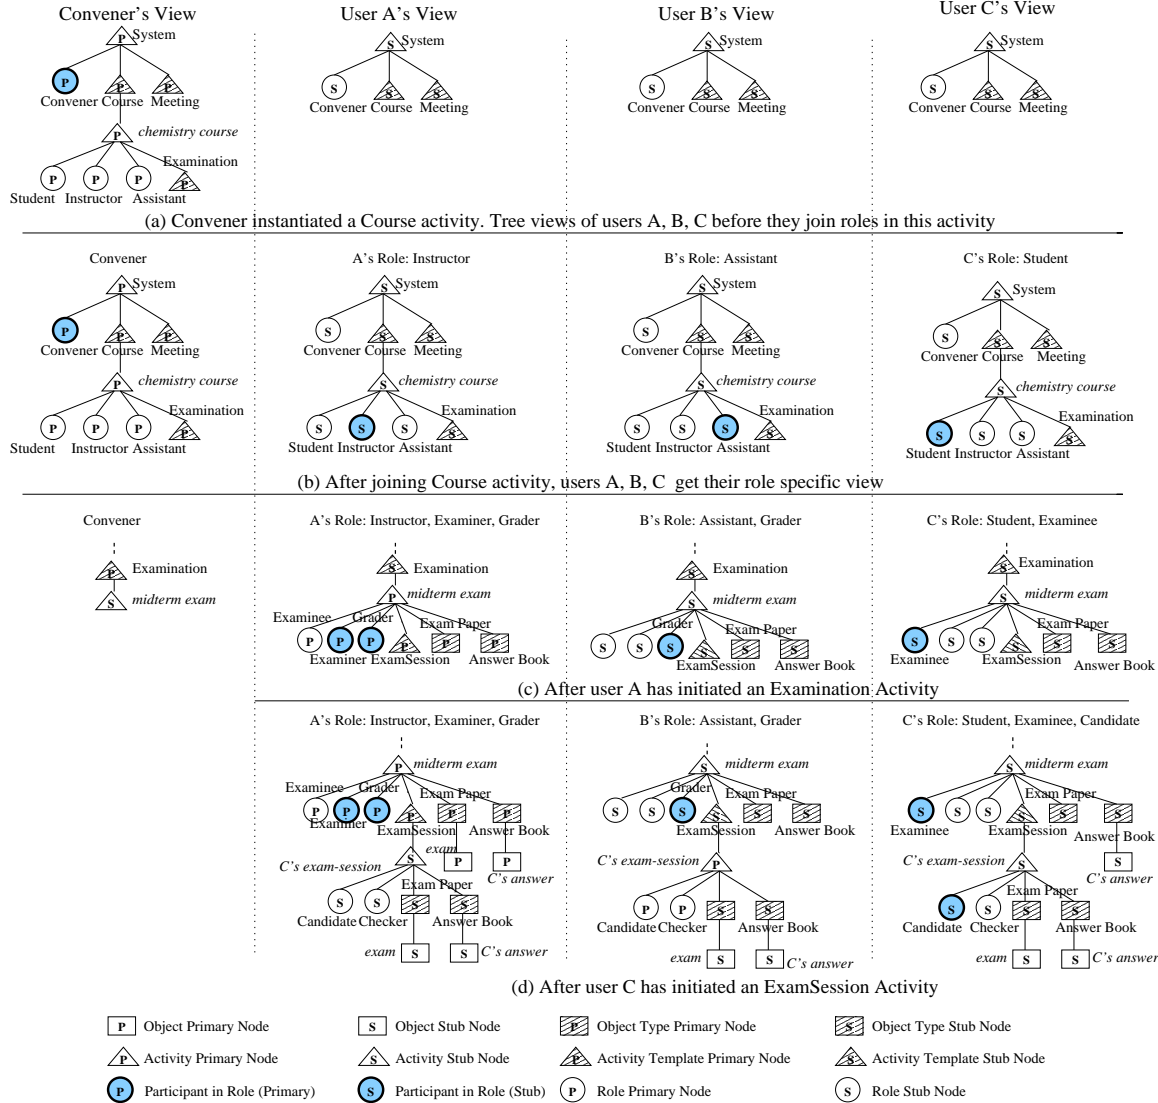 Convener's View
User A's View
User B's View
User C's View
P System
S System
S System
S System
P P P
S S S
S S S
S S S
Convener Course Meeting
Convener Course Meeting
Convener Course Meeting
Convener Course Meeting
P chemistry course
Examination
P P P P
Student Instructor Assistant
(a) Convener instantiated a Course activity. Tree views of users A, B, C before they join roles in this activity
Convener
A's Role: Instructor
B's Role: Assistant
C's Role: Student
P System
S System
S System
S System
P P P
S S S
S S S
S S S
Convener Course Meeting
Convener Course Meeting
Convener Course Meeting
Convener Course Meeting
P chemistry course
S chemistry course
S chemistry course
S chemistry course
Examination
Examination
Examination
Examination
P P P P
S S S S
S S S S
S S S S
Student Instructor Assistant
Student Instructor Assistant
Student Instructor Assistant
Student Instructor Assistant
(b) After joining Course activity, users A, B, C get their role specific view
Convener
A's Role: Instructor, Examiner, Grader
B's Role: Assistant, Grader
C's Role: Student, Examinee
P Examination
S Examination
S Examination
S Examination
S midterm exam
P midterm exam
S midterm exam
S midterm exam
Examinee Grader Exam Paper
Grader Exam Paper
Exam Paper
P P P P P P
S S S S S S
S S S S S S
Examiner ExamSession Answer Book
ExamSession Answer Book
Examinee ExamSession Answer Book
(c) After user A has initiated an Examination Activity
A's Role: Instructor, Examiner, Grader
B's Role: Assistant, Grader
C's Role: Student, Examinee, Candidate
P midterm exam
S midterm exam
S midterm exam
Examinee Grader Exam Paper
Grader Exam Paper
Exam Paper
P P P P P P
S S S S S S
S S S S S S
Examiner ExamSession Answer Book
ExamSession Answer Book
Examinee ExamSession Answer Book
exam P P
S
C's exam-session S C's answer
C's exam-session P
C's exam-session S C's answer
Exam Paper
Exam Paper
S S S S
P P S S
S S S S
Candidate Checker Answer Book
Candidate Checker Answer Book
Candidate Checker Answer Book
exam S S C's answer
exam S S C's answer
exam S S C's answer
(d) After user C has initiated an ExamSession Activity
P Object Primary Node
S Object Stub Node
P Object Type Primary Node
S Object Type Stub Node
P Activity Primary Node
S Activity Stub Node
P Activity Template Primary Node
S Activity Template Stub Node
P Participant in Role (Primary)
S Participant in Role (Stub)
P Role Primary Node
S Role Stub Node